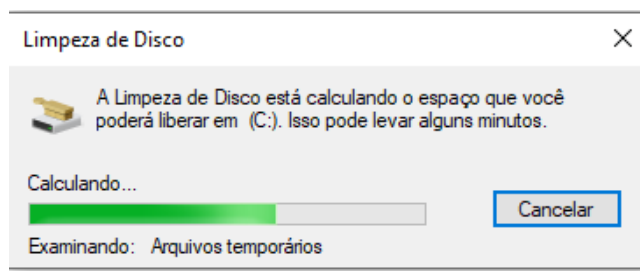 Limpeza de Disco
A Limpeza de Disco está calculando o espaço que você
poderá liberar em  (C:). Isso pode levar alguns minutos.
Calculando...
Cancelar
Examinando:   Arquivos temporários